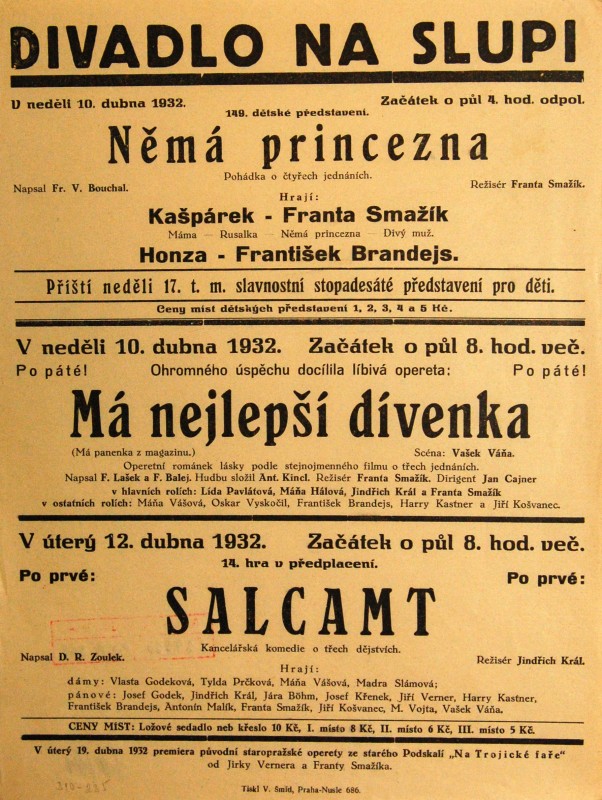 DIVADLO NA SLUPI
V neděli 10. dubna 1932. Začátek o půl 4. hod. odpol.
149. dětské představení.
Němá princezna
Pohádka o čtyřech jednáních.
Napsal Fr. V. Bouchal. Režisér Franta Smažík.
Hrají:
Kašpárek - Franta Smažík
Máma — Rusalka — Němá princezna — Divý muž.
Honza - František Brandejs.
Příští neděli 17. t. m. slavnostní stopadesáté představení pro děti.
Ceny míst dětských představení 1, 2, 3, 4 a 5 Kč.
V neděli 10. dubna 1932. Začátek o půl 8. hod. več.
Po páté! Ohromného úspěchu docílila líbivá opereta: Po páté!
Má nejlepší dívenka
(Má panenka z magazinu.) Scéna: Vašek Váňa.
Operetní románek lásky podle stejnojmenného filmu o třech jednáních.
Napsal F. Lašek a F. Balej. Hudbu složil Ant. Kincl. Režisér Franta Smažík. Dirigent Jan Cajner
v hlavních rolích: Lída Pavlátová, Máňa Hálová, Jindřich Král a Franta Smažík
v ostatních rolích: Máňa Vášová, Oskar Vyskočil, František Brandejs, Harry Kastner a Jiří Košvanec.
V úterý 12. dubna 1932. Začátek o půl 8. hod. več.
14. hra v předplacení.
Po prvé: Po prvé:
SALCAMT
Kancelářská komedie o třech dějstvích.
Napsal D. R. Zoulek. Režisér Jindřich Král.
Hrají:
dámy: Vlasta Godeková, Tylda Prčková, Máňa Vášová, Madra Slámová;
pánové: Josef Godek, Jindřich Král, Jára Böhm, Josef Křenek, Jiří Verner, Harry Kastner,
František Brandejs, Antonín Malík, Franta Smažík, Jiří Košvanec, M. Vojta, Vašek Váňa.
CENY MÍST: Ložové sedadlo neb křeslo 10 Kč, I. místo 8 Kč, II. místo 6 Kč, III. místo 5 Kč.
V úterý 19. dubna 1932 premiera původní staropražské operety ze starého Podskalí „Na Trojické faře“
od Jirky Vernera a Franty Smažíka.
Tiskl V. Šmitl, Praha-Nusle 686.